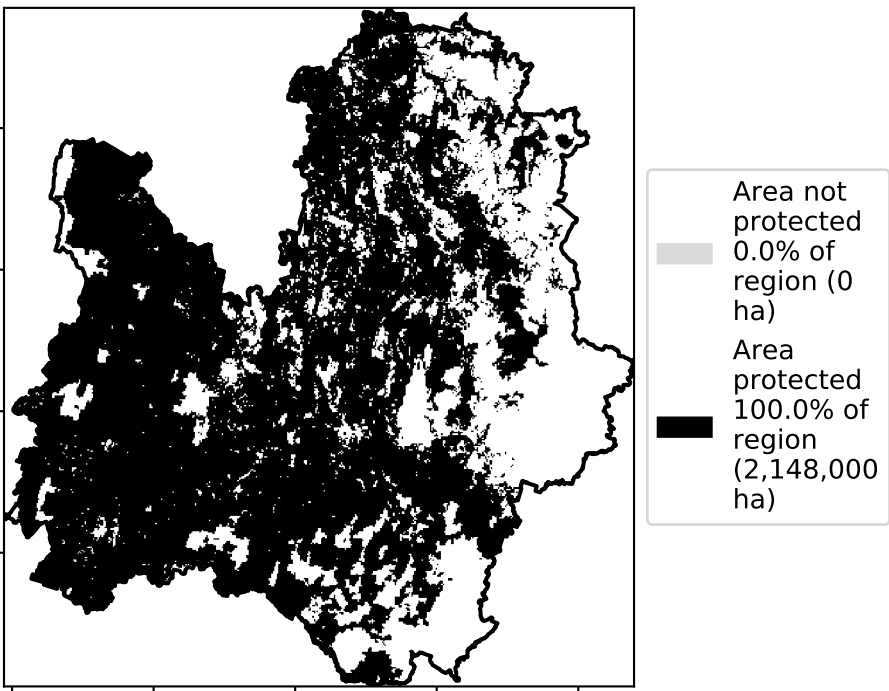 Area not
protected
0.0% of
region (0
ha)
Area
protected
100.0% of
region
(2,148,000
ha)